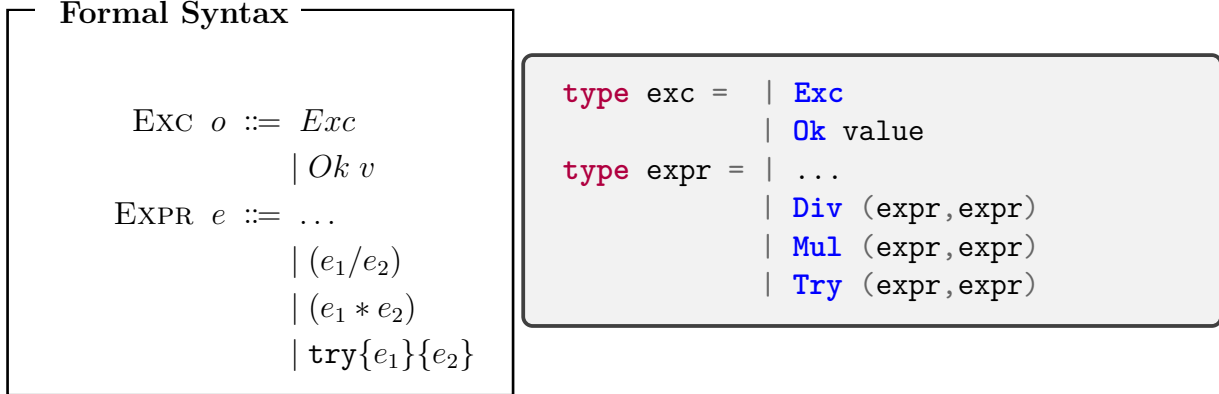 Formal Syntax
EXC o ::= Exc
| Ok v
EXPR e ::= ...
| (e₁/e₂)
| (e₁ * e₂)
| try{e₁}{e₂}
type exc = | Exc
| Ok value
type expr = | ...
| Div (expr,expr)
| Mul (expr,expr)
| Try (expr,expr)